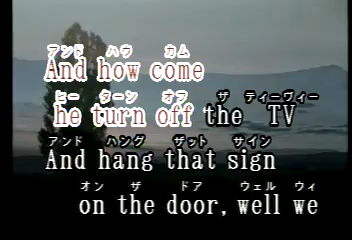 アンド ハウ カム
And how come
ヒー ターン オフ ザ ティーヴィー
he turn off the TV
アンド ハング ザット サイン
And hang that sign
オン ザ ドア ウェル ウィ
on the door, well we